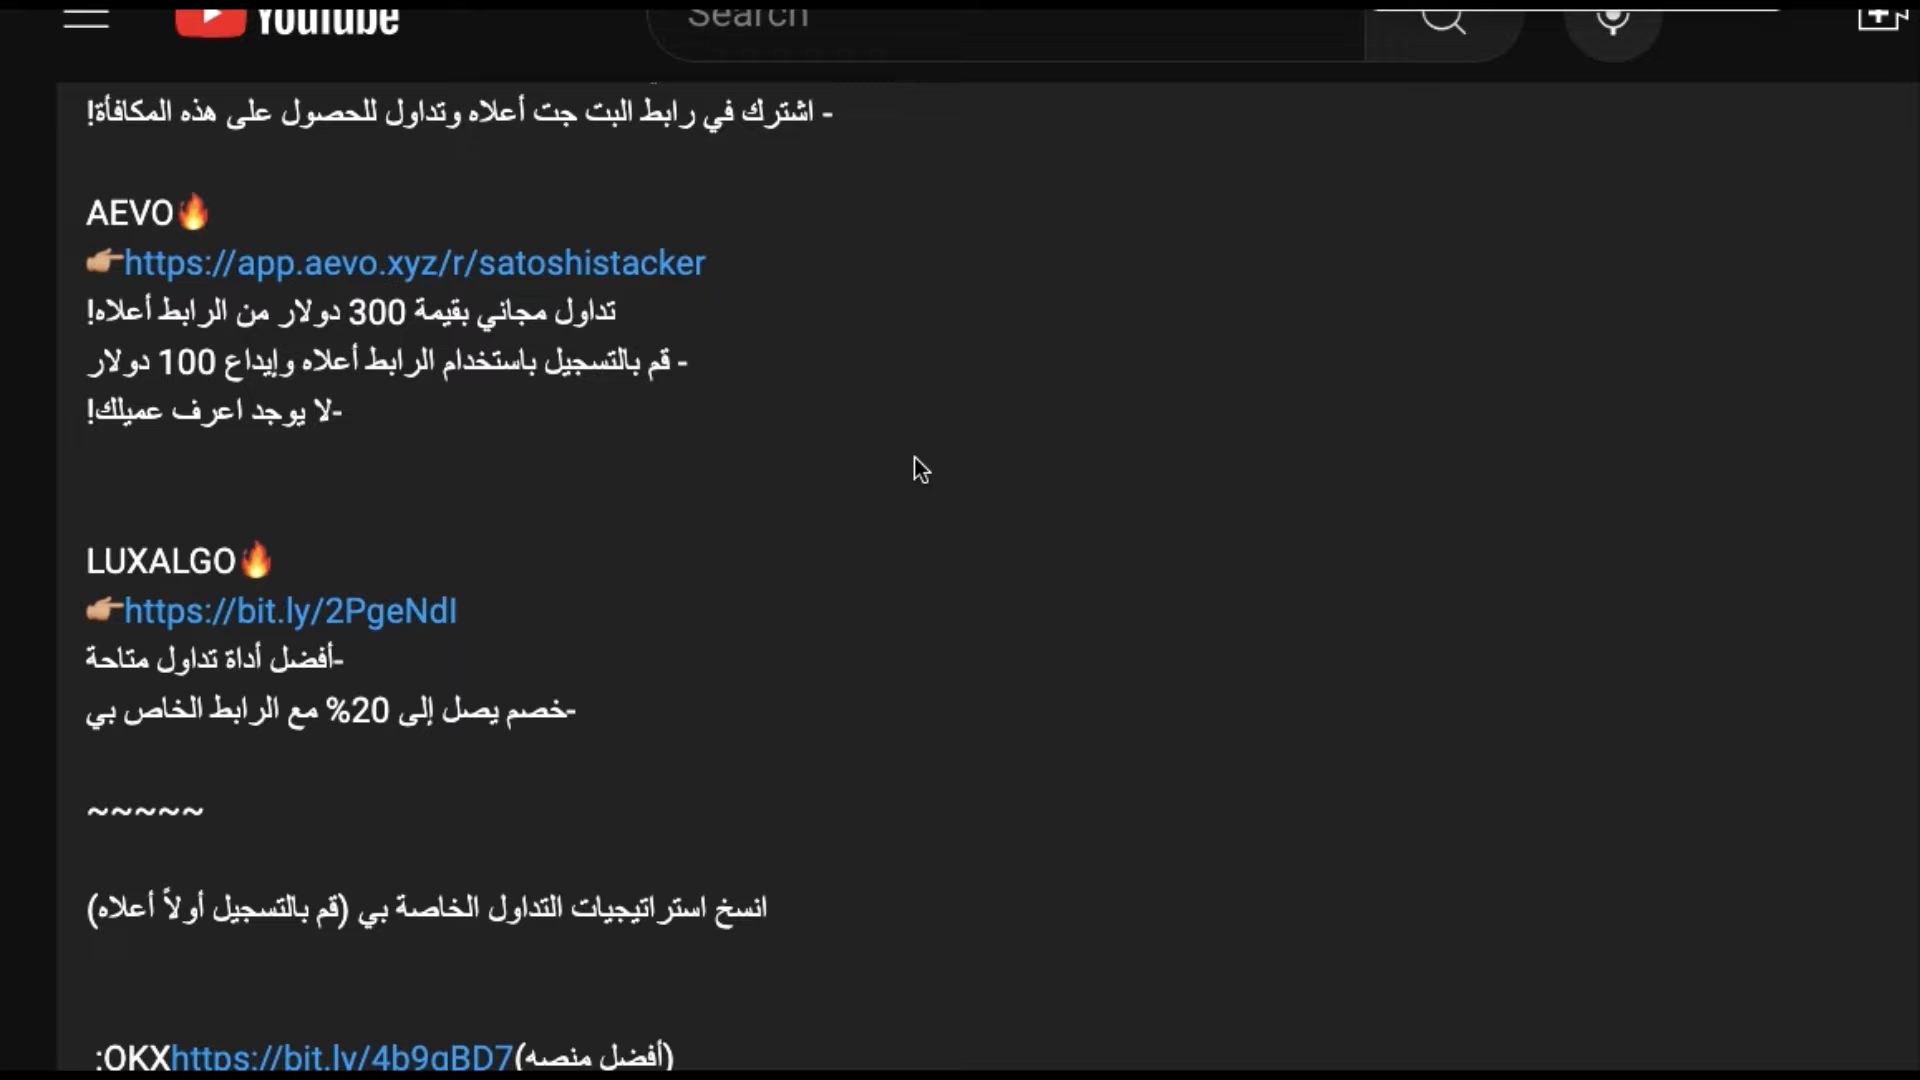 YouTube
Search
- اشترك في رابط البت جت أعلاه وتداول للحصول على هذه المكافأة!
AEVO🔥
👉🏼https://app.aevo.xyz/r/satoshistacker
تداول مجاني بقيمة 300 دولار من الرابط أعلاه!
- قم بالتسجيل باستخدام الرابط أعلاه وإيداع 100 دولار
-لا يوجد اعرف عميلك!
LUXALGO🔥
👉🏼https://bit.ly/2PgeNdI
-أفضل أداة تداول متاحة
-خصم يصل إلى 20% مع الرابط الخاص بي
~~~~~
انسخ استراتيجيات التداول الخاصة بي (قم بالتسجيل أولاً أعلاه)
:OKXhttps://bit.ly/4b9gBD7(أفضل منصه)